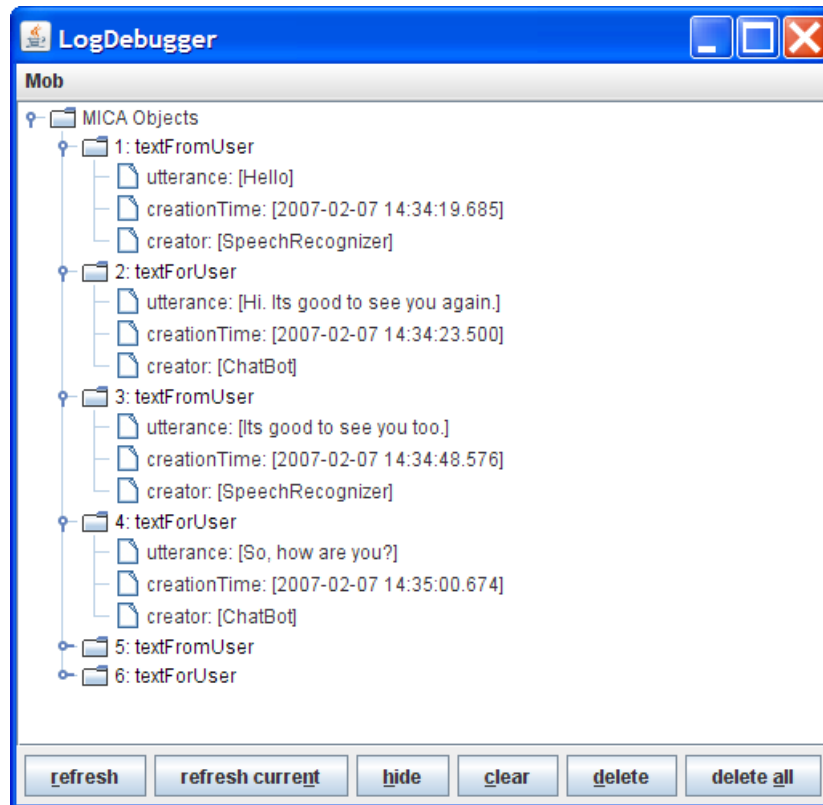 LogDebugger
Mob
MICA Objects
1: textFromUser
utterance: [Hello]
creationTime: [2007-02-07 14:34:19.685]
creator: [SpeechRecognizer]
2: textForUser
utterance: [Hi. Its good to see you again.]
creationTime: [2007-02-07 14:34:23.500]
creator: [ChatBot]
3: textFromUser
utterance: [Its good to see you too.]
creationTime: [2007-02-07 14:34:48.576]
creator: [SpeechRecognizer]
4: textForUser
utterance: [So, how are you?]
creationTime: [2007-02-07 14:35:00.674]
creator: [ChatBot]
5: textFromUser
6: textForUser
refresh refresh current hide clear delete delete all